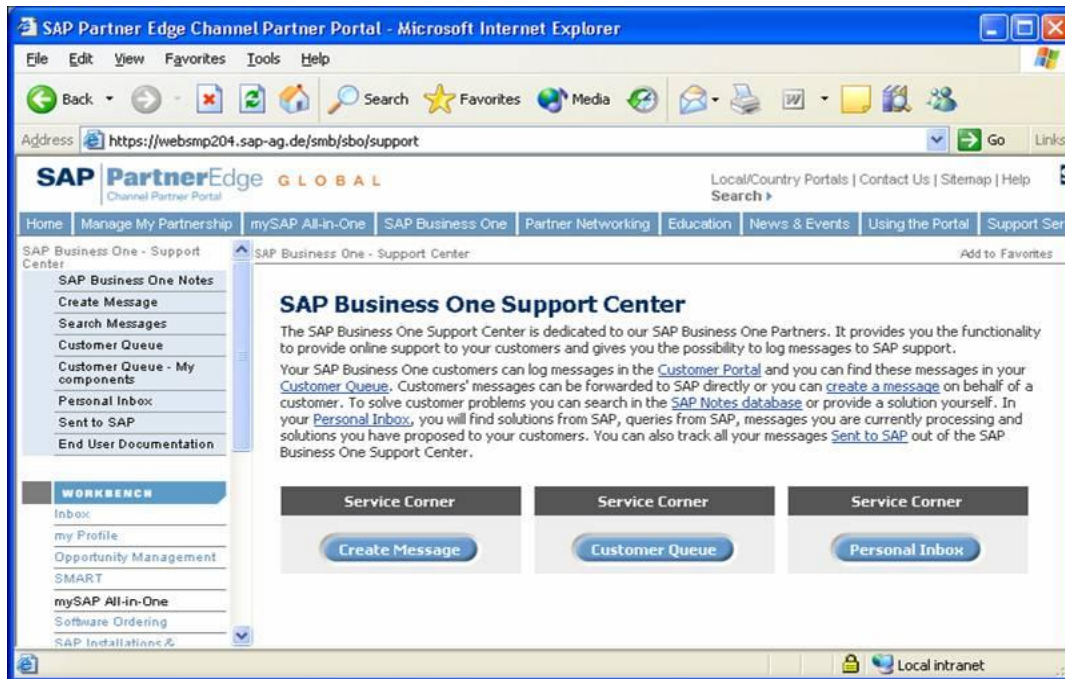 SAP Partner Edge Channel Partner Portal - Microsoft Internet Explorer
File Edit View Favorites Tools Help
Back Search Favorites Media
Address https://websmp204.sap-ag.de/smb/sbo/support Go Links
SAP PartnerEdge GLOBAL
Channel Partner Portal
Local/Country Portals | Contact Us | Sitemap | Help
Search
Home Manage My Partnership mySAP All-in-One SAP Business One Partner Networking Education News & Events Using the Portal Support Ser
SAP Business One - Support
Center
SAP Business One Notes
Create Message
Search Messages
Customer Queue
Customer Queue - My
components
Personal Inbox
Sent to SAP
End User Documentation
WORKBENCH
Inbox
my Profile
Opportunity Management
SMART
mySAP All-in-One
Software Ordering
SAP Installations &
SAP Business One - Support Center Add to Favorites
SAP Business One Support Center
The SAP Business One Support Center is dedicated to our SAP Business One Partners. It provides you the functionality
to provide online support to your customers and gives you the possibility to log messages to SAP support.
Your SAP Business One customers can log messages in the Customer Portal and you can find these messages in your
Customer Queue. Customers' messages can be forwarded to SAP directly or you can create a message on behalf of a
customer. To solve customer problems you can search in the SAP Notes database or provide a solution yourself. In
your Personal Inbox, you will find solutions from SAP, queries from SAP, messages you are currently processing and
solutions you have proposed to your customers. You can also track all your messages Sent to SAP out of the SAP
Business One Support Center.
Service Corner Service Corner Service Corner
Create Message Customer Queue Personal Inbox
Local intranet